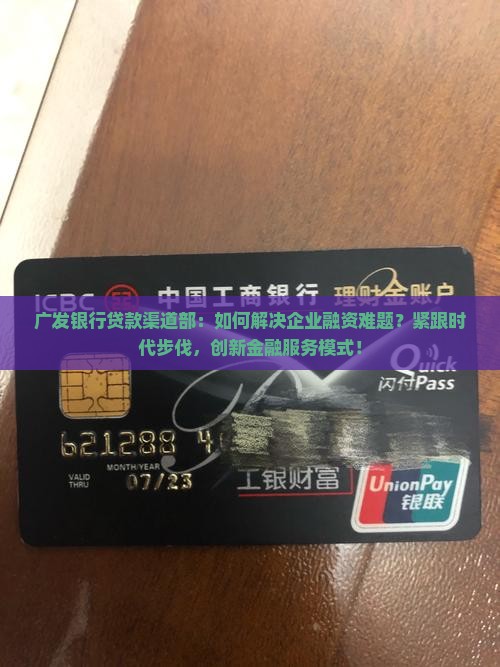 ICBC 中国工商银行 理财金账户
广发银行贷款渠道部：如何解决企业融资难题？紧跟时
代步伐，创新金融服务模式！
Quick
闪付Pass
621288 4
MONTH/YEAR
VALID
THRU
07/23
工银财富
UnionPay
银联